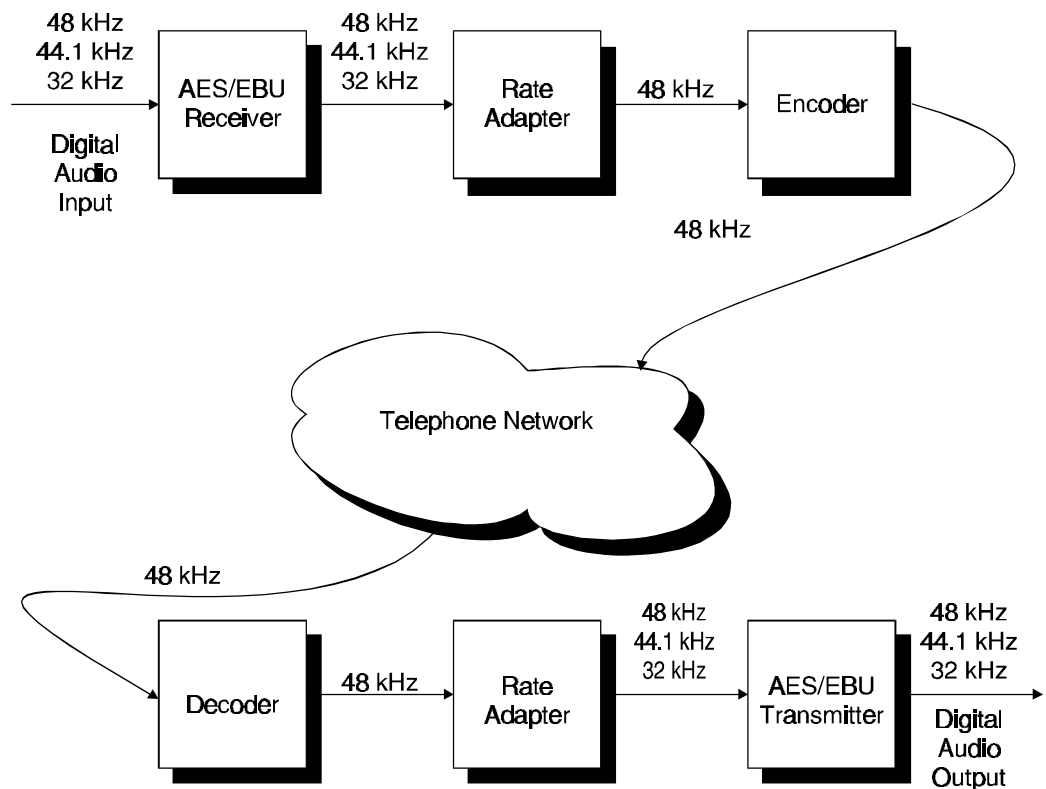 48 kHz
44.1 kHz
32 kHz
Digital
Audio
Input
AES/EBU
Receiver
48 kHz
44.1 kHz
32 kHz
Rate
Adapter
48 kHz
Encoder
48 kHz
Telephone Network
48 kHz
Decoder
48 kHz
Rate
Adapter
48 kHz
44.1 kHz
32 kHz
AES/EBU
Transmitter
48 kHz
44.1 kHz
32 kHz
Digital
Audio
Output